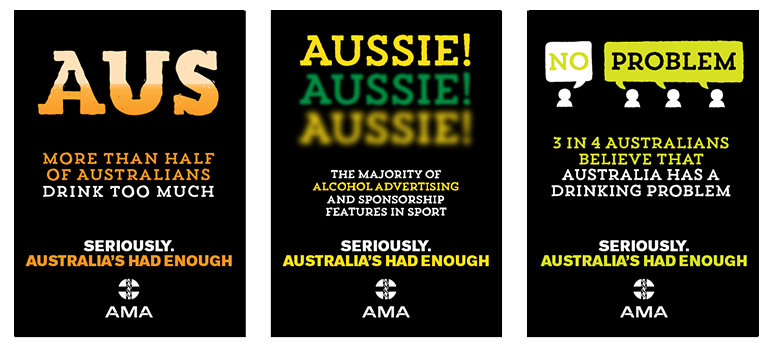 AUS
MORE THAN HALF
OF AUSTRALIANS
DRINK TOO MUCH
SERIOUSLY.
AUSTRALIA'S HAD ENOUGH
AMA
AUSSIE!
AUSSIE!
AUSSIE!
THE MAJORITY OF
ALCOHOL ADVERTISING
AND SPONSORSHIP
FEATURES IN SPORT
SERIOUSLY.
AUSTRALIA'S HAD ENOUGH
AMA
NO PROBLEM
3 IN 4 AUSTRALIANS
BELIEVE THAT
AUSTRALIA HAS A
DRINKING PROBLEM
SERIOUSLY.
AUSTRALIA'S HAD ENOUGH
AMA